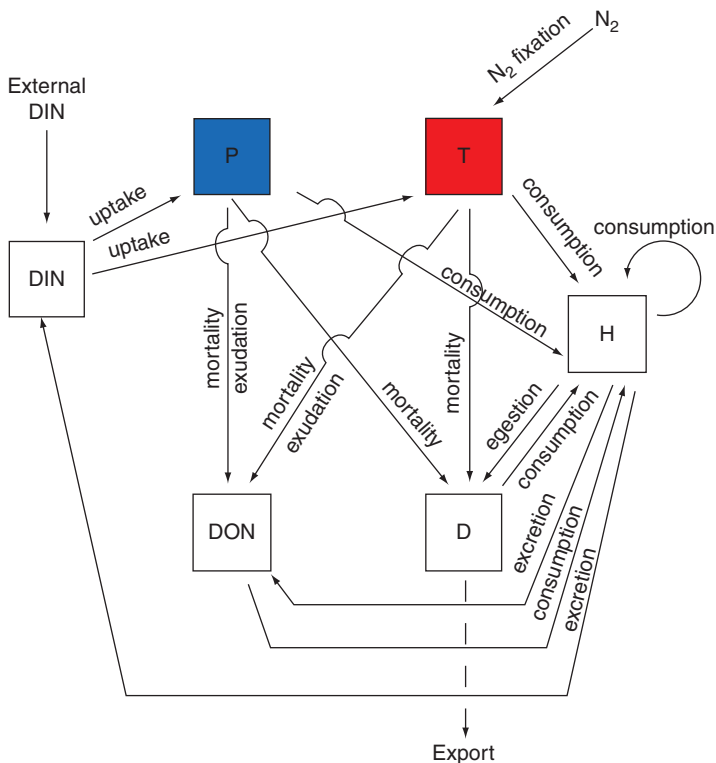 N₂
N₂ fixation
External
DIN
P
T
uptake
uptake
consumption
consumption
DIN
consumption
H
mortality
exudation
mortality
exudation
mortality
mortality
egestion
consumption
DON
D
excretion
consumption
excretion
Export